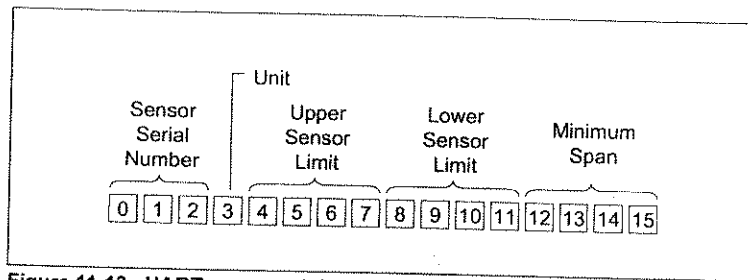 Unit
Sensor Serial Number
Upper Sensor Limit
Lower Sensor Limit
Minimum Span
0 1 2 3 4 5 6 7 8 9 10 11 12 13 14 15